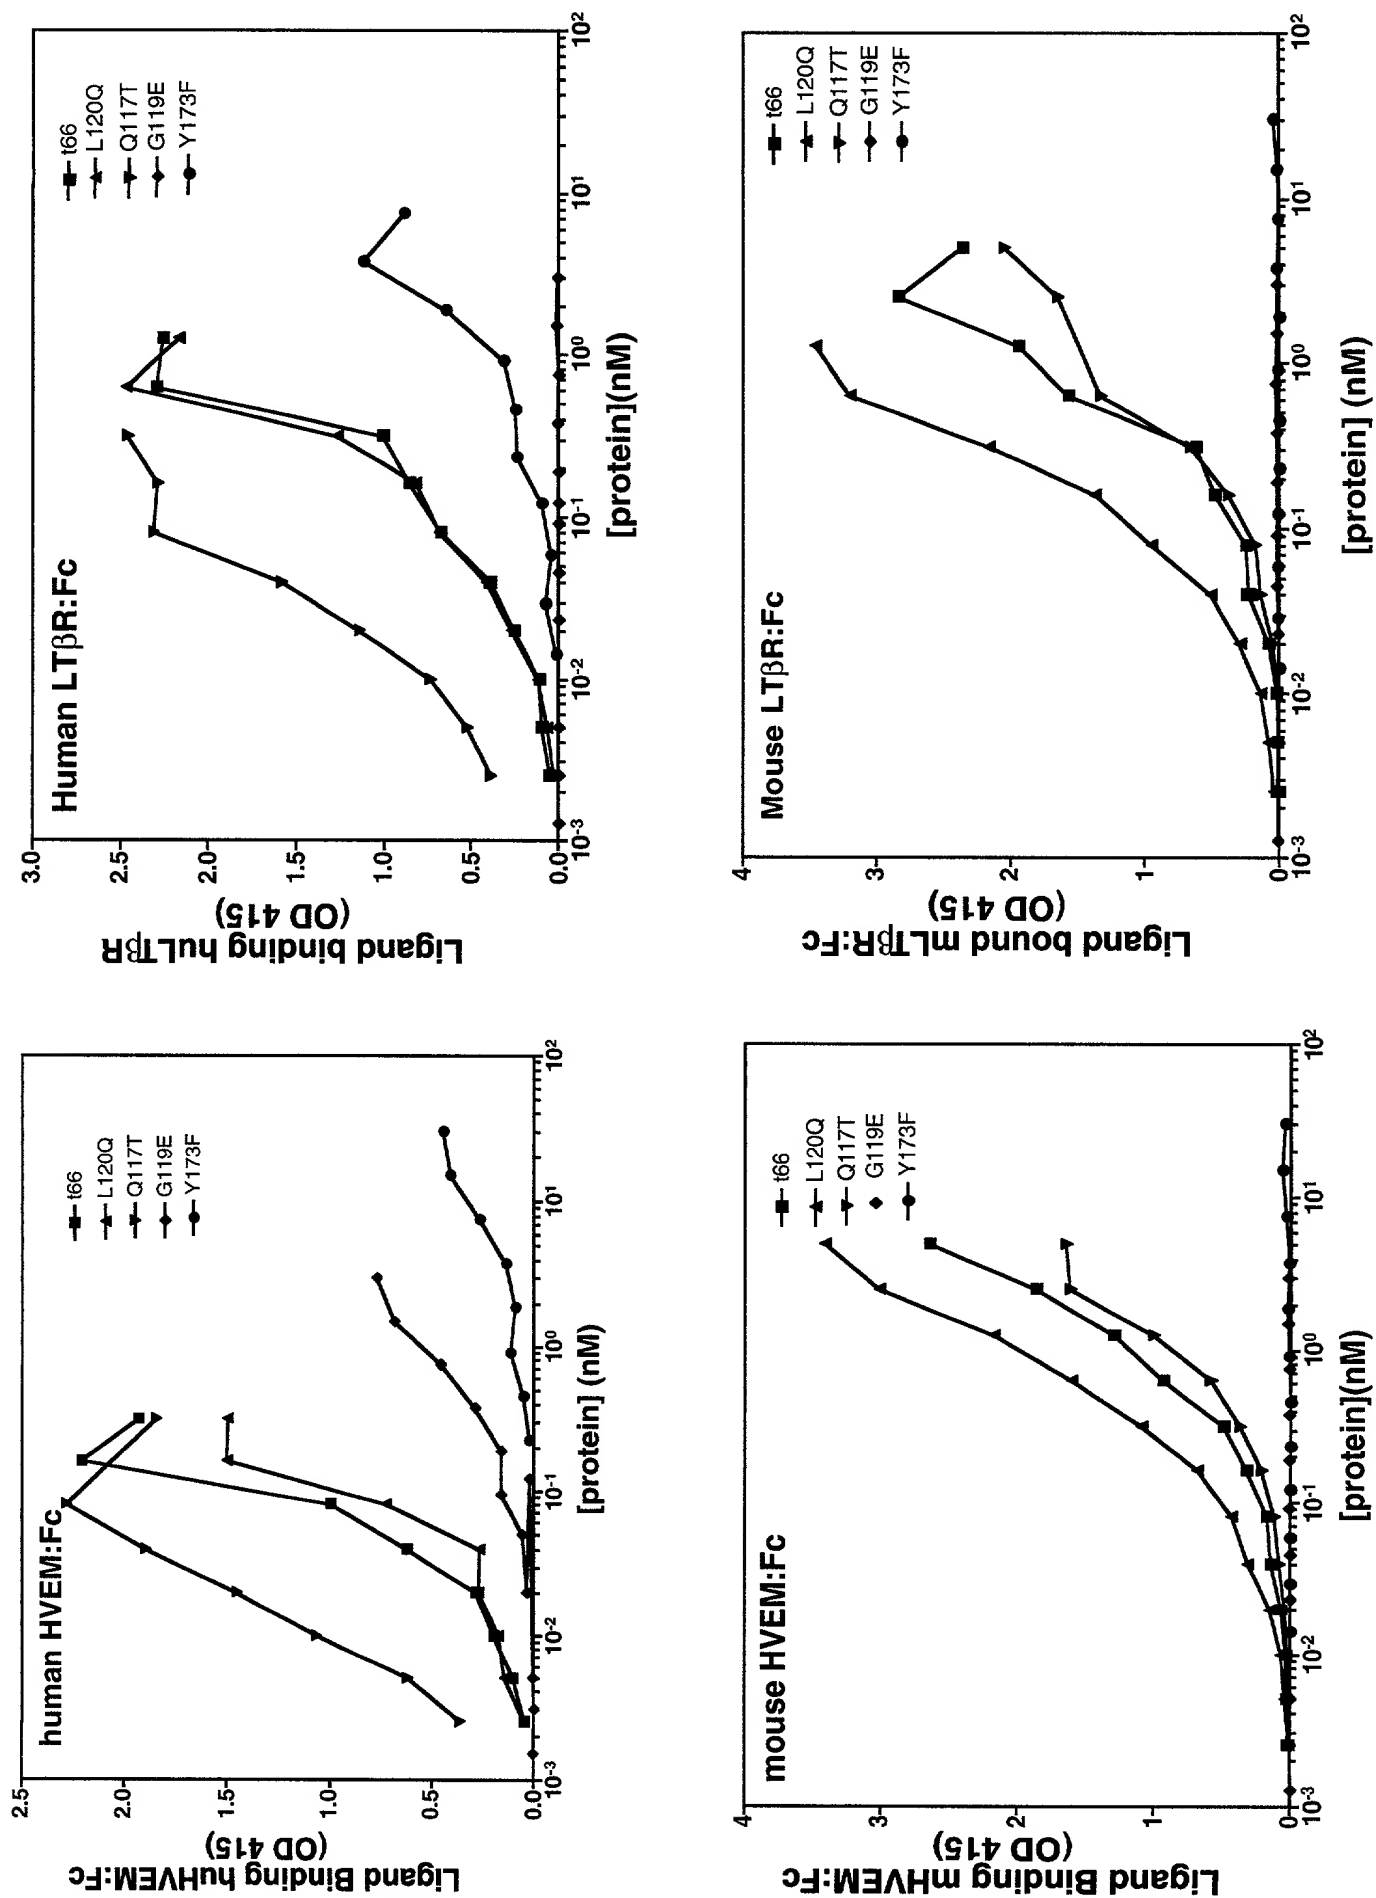 human HVEM:Fc
Ligand Binding huHVEM:Fc
(OD 415)
2.5
2.0
1.5
1.0
0.5
0.0
10-3
10-2
10-1
100
101
102
[protein] (nM)
t66
L120Q
Q117T
G119E
Y173F
Human LTβR:Fc
Ligand binding huLTβR
(OD 415)
3.0
2.5
2.0
1.5
1.0
0.5
0.0
10-3
10-2
10-1
100
101
102
[protein](nM)
t66
L120Q
Q117T
G119E
Y173F
mouse HVEM:Fc
Ligand Binding mHVEM:Fc
(OD 415)
4
3
2
1
0
10-3
10-2
10-1
100
101
102
[protein](nM)
t66
L120Q
Q117T
G119E
Y173F
Mouse LTβR:Fc
Ligand bound mLTβR:Fc
(OD 415)
4
3
2
1
0
10-3
10-2
10-1
100
101
102
[protein] (nM)
t66
L120Q
Q117T
G119E
Y173F